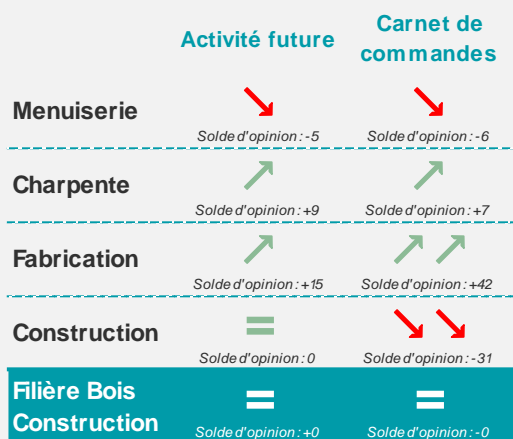 Activité future
Carnet de
commandes
Menuiserie
Solde d'opinion : -5
Solde d'opinion : -6
Charpente
Solde d'opinion : +9
Solde d'opinion : +7
Fabrication
Solde d'opinion : +15
Solde d'opinion : +42
Construction
=
Solde d'opinion : 0
Solde d'opinion : -31
Filière Bois
Construction
=
=
Solde d'opinion : +0
Solde d'opinion : -0